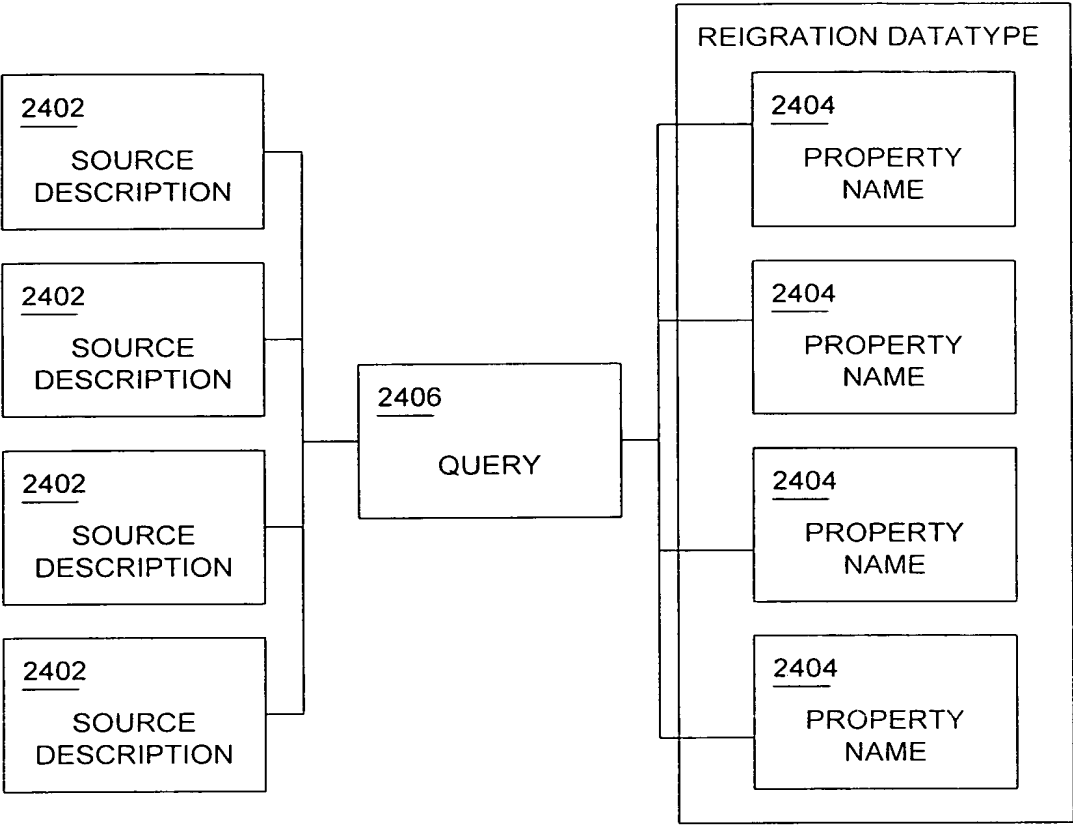 REIGRATION DATATYPE
2402
SOURCE
DESCRIPTION
2402
SOURCE
DESCRIPTION
2402
SOURCE
DESCRIPTION
2402
SOURCE
DESCRIPTION
2406
QUERY
2404
PROPERTY
NAME
2404
PROPERTY
NAME
2404
PROPERTY
NAME
2404
PROPERTY
NAME